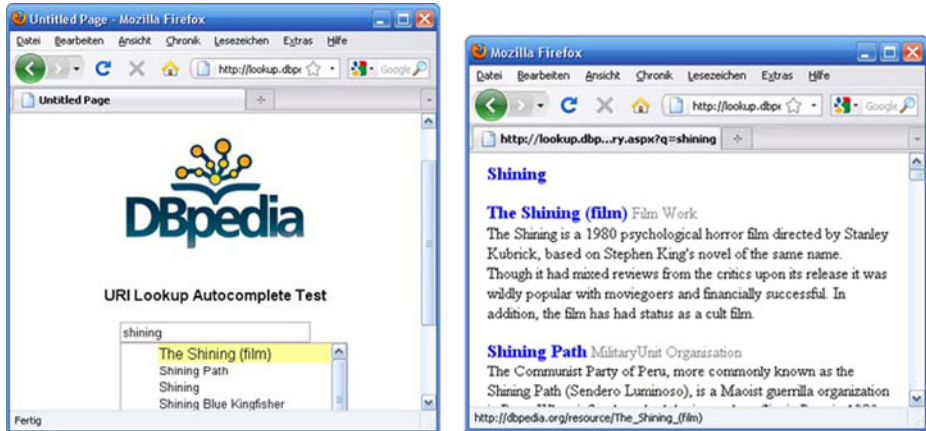 Untitled Page - Mozilla Firefox
Datei Bearbeiten Ansicht Chronik Lesezeichen Extras Hilfe
http://lookup.dbpe
Google
Untitled Page
DBpedia
URI Lookup Autocomplete Test
shining
The Shining (film)
Shining Path
Shining
Shining Blue Kingfisher
Fertig
Mozilla Firefox
Datei Bearbeiten Ansicht Chronik Lesezeichen Extras Hilfe
http://lookup.dbpe
Google
http://lookup.dbp...ry.aspx?q=shining
Shining
The Shining (film) Film Work
The Shining is a 1980 psychological horror film directed by Stanley
Kubrick, based on Stephen King's novel of the same name.
Though it had mixed reviews from the critics upon its release it was
wildly popular with moviegoers and financially successful. In
addition, the film has had status as a cult film.
Shining Path MilitaryUnit Organisation
The Communist Party of Peru, more commonly known as the
Shining Path (Sendero Luminoso), is a Maoist guerrilla organization
http://dbpedia.org/resource/The_Shining_(film)